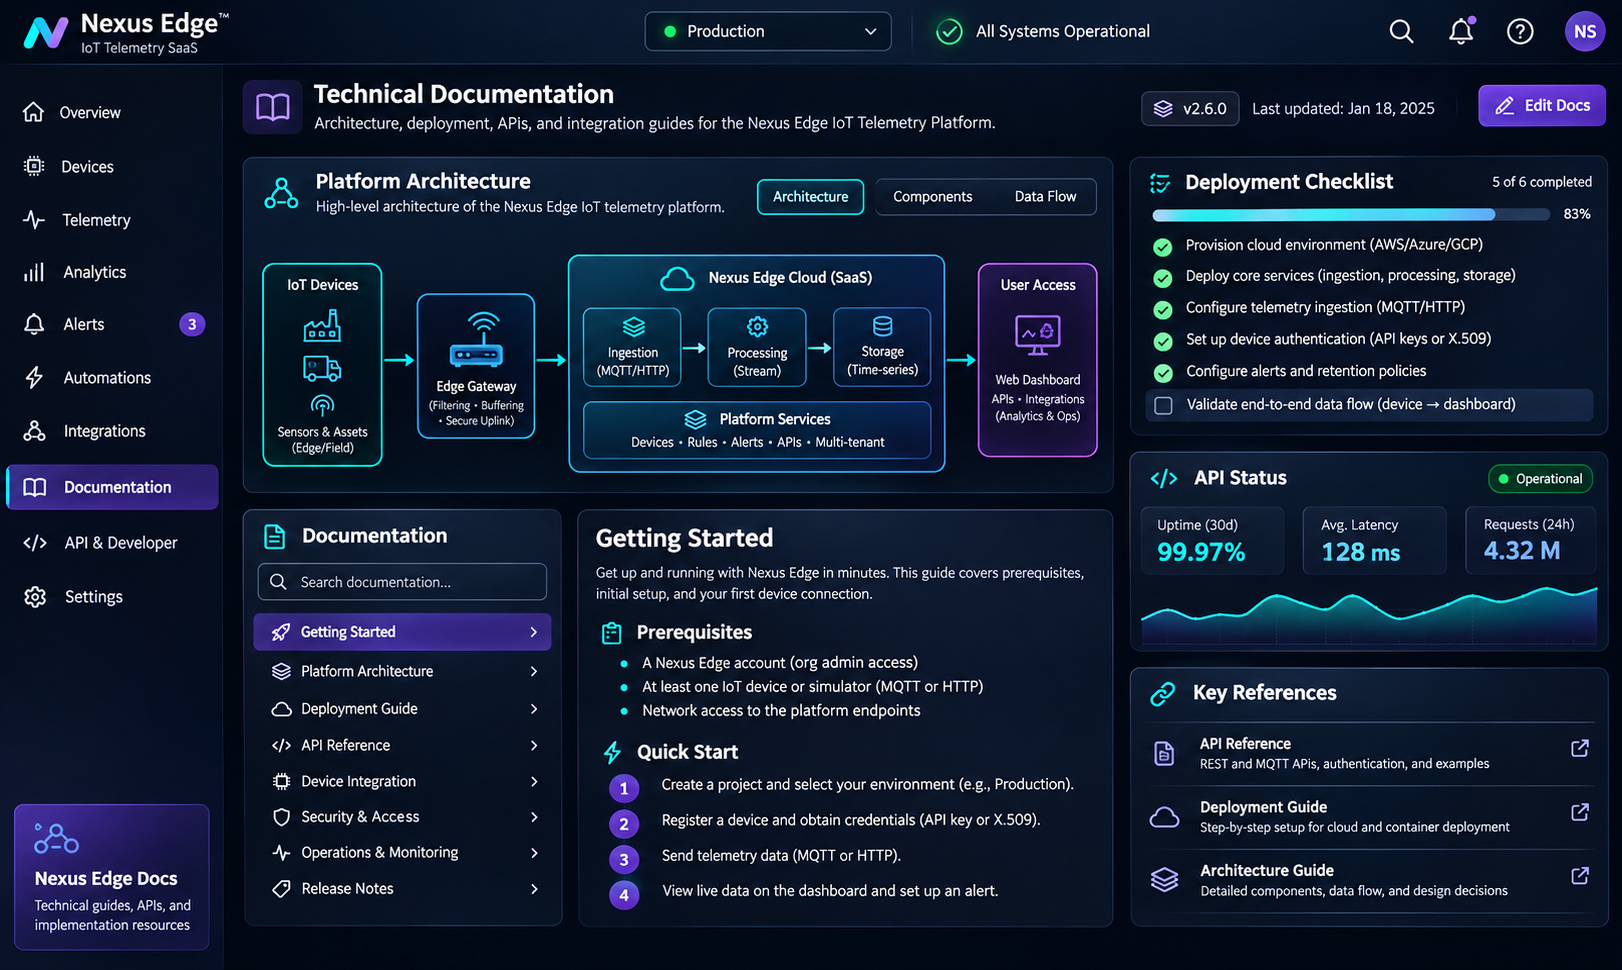 Nexus Edge™
IoT Telemetry SaaS
Production
All Systems Operational
NS
Overview
Devices
Telemetry
Analytics
Alerts
3
Automations
Integrations
Documentation
API & Developer
Settings
Nexus Edge Docs
Technical guides, APIs, and
implementation resources
Technical Documentation
Architecture, deployment, APIs, and integration guides for the Nexus Edge IoT Telemetry Platform.
v2.6.0
Last updated: Jan 18, 2025
Edit Docs
Platform Architecture
High-level architecture of the Nexus Edge IoT telemetry platform.
Architecture
Components
Data Flow
IoT Devices
Sensors & Assets
(Edge/Field)
Edge Gateway
(Filtering • Buffering
• Secure Uplink)
Nexus Edge Cloud (SaaS)
Ingestion
(MQTT/HTTP)
Processing
(Stream)
Storage
(Time-series)
Platform Services
Devices • Rules • Alerts • APIs • Multi-tenant
User Access
Web Dashboard
APIs • Integrations
(Analytics & Ops)
Documentation
Search documentation...
Getting Started
Platform Architecture
Deployment Guide
API Reference
Device Integration
Security & Access
Operations & Monitoring
Release Notes
Getting Started
Get up and running with Nexus Edge in minutes. This guide covers prerequisites,
initial setup, and your first device connection.
Prerequisites
• A Nexus Edge account (org admin access)
• At least one IoT device or simulator (MQTT or HTTP)
• Network access to the platform endpoints
Quick Start
1 Create a project and select your environment (e.g., Production).
2 Register a device and obtain credentials (API key or X.509).
3 Send telemetry data (MQTT or HTTP).
4 View live data on the dashboard and set up an alert.
Deployment Checklist
5 of 6 completed
83%
Provision cloud environment (AWS/Azure/GCP)
Deploy core services (ingestion, processing, storage)
Configure telemetry ingestion (MQTT/HTTP)
Set up device authentication (API keys or X.509)
Configure alerts and retention policies
Validate end-to-end data flow (device → dashboard)
API Status
Operational
Uptime (30d)
99.97%
Avg. Latency
128 ms
Requests (24h)
4.32 M
Key References
API Reference
REST and MQTT APIs, authentication, and examples
Deployment Guide
Step-by-step setup for cloud and container deployment
Architecture Guide
Detailed components, data flow, and design decisions